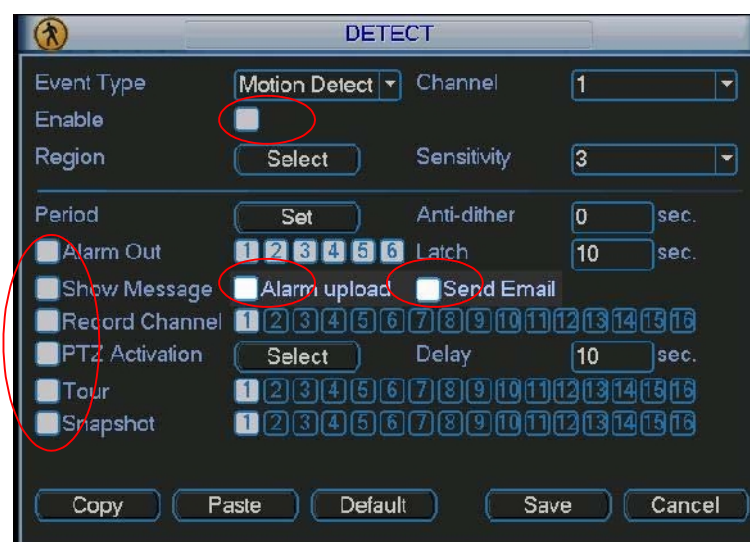 DETECT
Event Type Motion Detect Channel 1
Enable
Region Select Sensitivity 3
Period Set Anti-dither 0 sec.
Alarm Out 1 2 3 4 5 6 Latch 10 sec.
Show Message Alarm upload Send Email
Record Channel 1 2 3 4 5 6 7 8 9 10 11 12 13 14 15 16
PTZ Activation Select Delay 10 sec.
Tour 1 2 3 4 5 6 7 8 9 10 11 12 13 14 15 16
Snapshot 1 2 3 4 5 6 7 8 9 10 11 12 13 14 15 16
Copy Paste Default Save Cancel